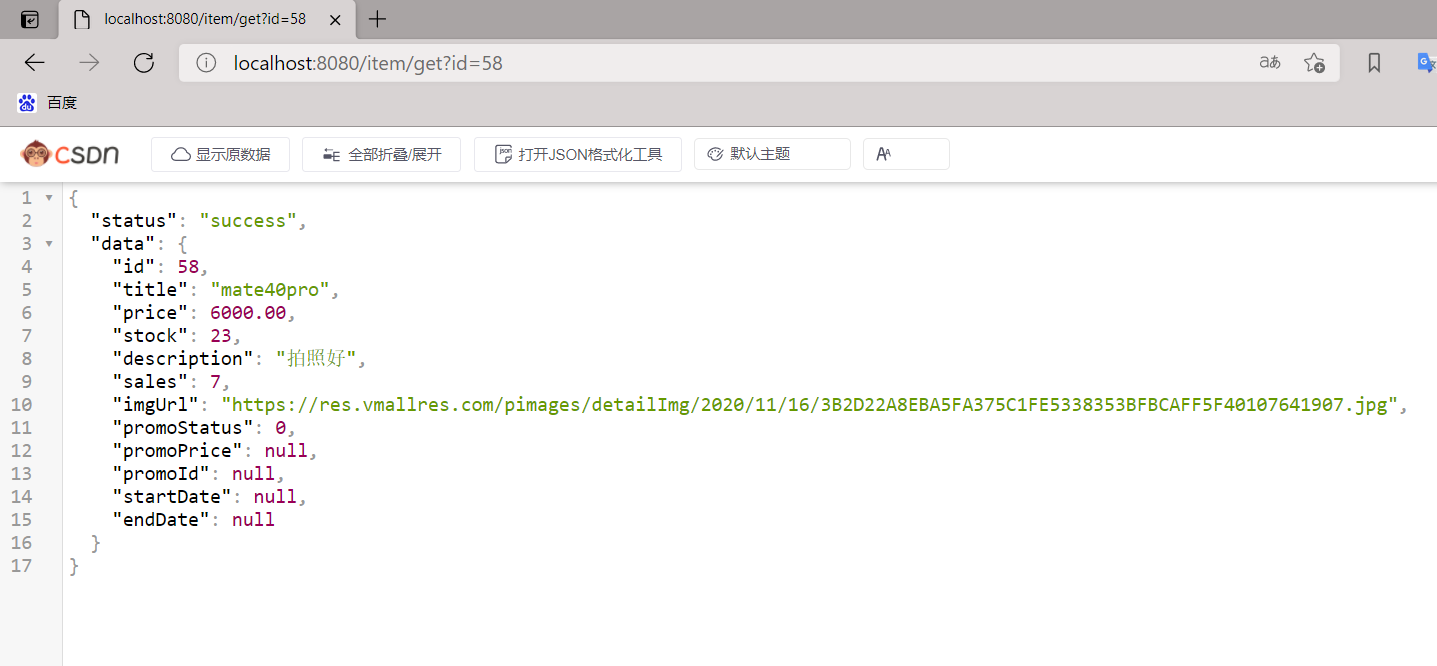 localhost:8080/item/get?id=58
localhost:8080/item/get?id=58
aあ
百度
CSDN 显示原数据 全部折叠/展开 打开JSON格式化工具 默认主题
1 {
2 "status": "success",
3 "data": {
4 "id": 58,
5 "title": "mate40pro",
6 "price": 6000.00,
7 "stock": 23,
8 "description": "拍照好",
9 "sales": 7,
10 "imgUrl": "https://res.vmallres.com/pimages/detailImg/2020/11/16/3B2D22A8EBA5FA375C1FE5338353BFBCAFF5F40107641907.jpg",
11 "promoStatus": 0,
12 "promoPrice": null,
13 "promoId": null,
14 "startDate": null,
15 "endDate": null
16 }
17 }